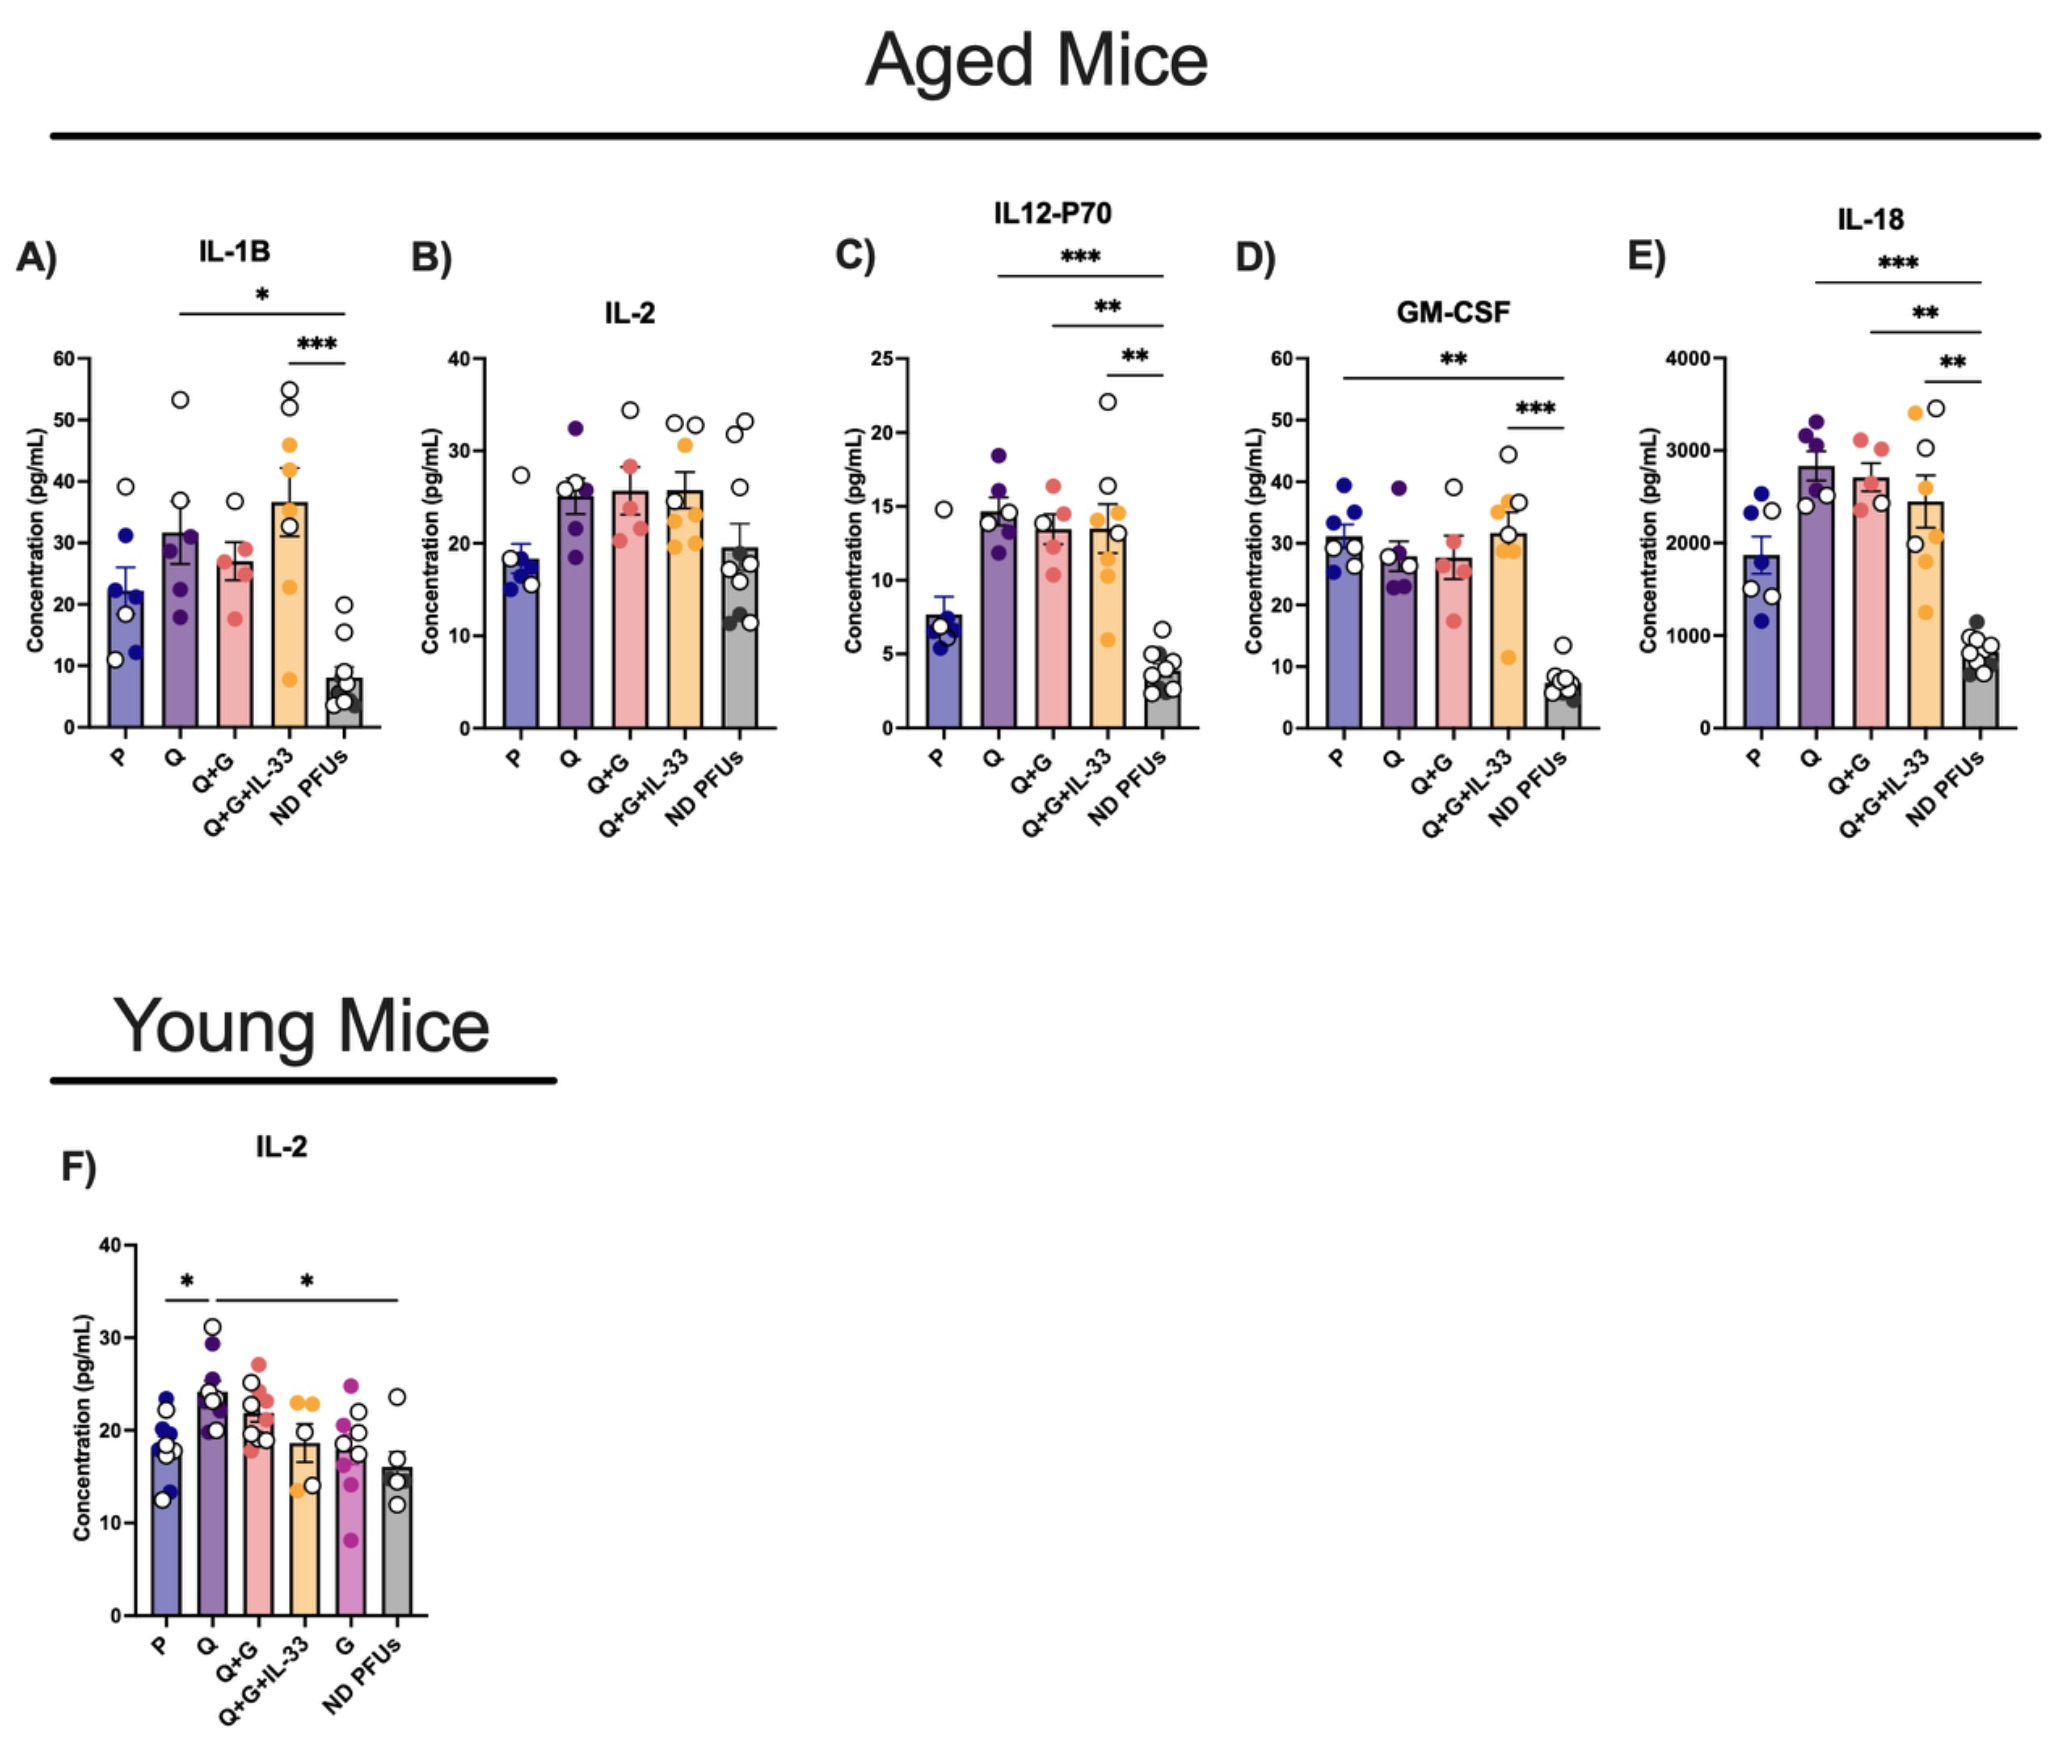 Aged Mice
A)
IL-1B
*
***
Concentration (pg/mL)
60
50
40
30
20
10
0
P
Q
Q+G
Q+G+IL-33
ND PFUs
B)
IL-2
Concentration (pg/mL)
40
30
20
10
0
P
Q
Q+G
Q+G+IL-33
ND PFUs
C)
IL12-P70
***
**
**
Concentration (pg/mL)
25
20
15
10
5
0
P
Q
Q+G
Q+G+IL-33
ND PFUs
D)
GM-CSF
**
***
Concentration (pg/mL)
60
50
40
30
20
10
0
P
Q
Q+G
Q+G+IL-33
ND PFUs
E)
IL-18
***
**
**
Concentration (pg/mL)
4000
3000
2000
1000
0
P
Q
Q+G
Q+G+IL-33
ND PFUs
Young Mice
F)
IL-2
*
*
Concentration (pg/mL)
40
30
20
10
0
P
Q
Q+G
Q+G+IL-33
G
ND PFUs